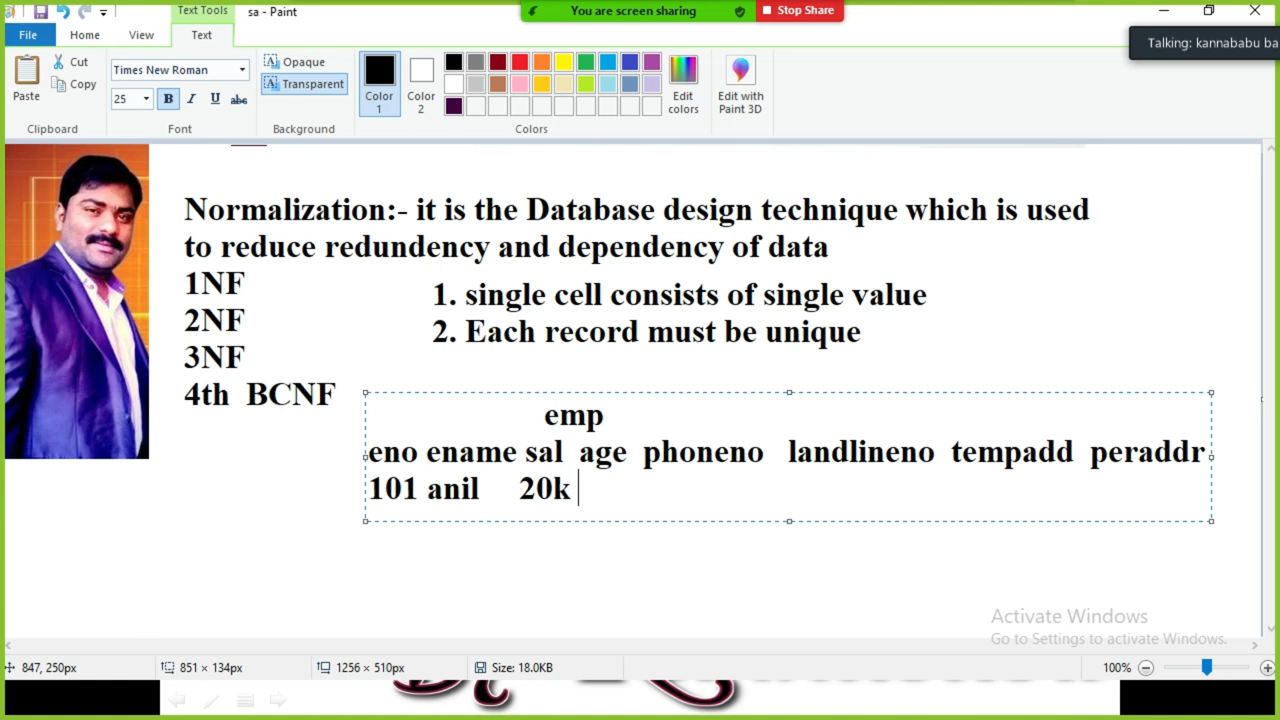 Text Tools
sa - Paint
You are screen sharing
Stop Share
File
Home
View
Text
Talking: kannababu ba
Paste
Cut
Copy
Clipboard
Times New Roman
25
B I U abc
Font
Opaque
Transparent
Background
Color 1
Color 2
Edit colors
Edit with Paint 3D
Colors
Normalization:- it is the Database design technique which is used
to reduce redundency and dependency of data
1NF
2NF
3NF
4th BCNF
1. single cell consists of single value
2. Each record must be unique
emp
eno ename sal age phoneno landlineno tempadd peraddr
101 anil 20k
Activate Windows
Go to Settings to activate Windows.
847, 250px
851 × 134px
1256 × 510px
Size: 18.0KB
100%